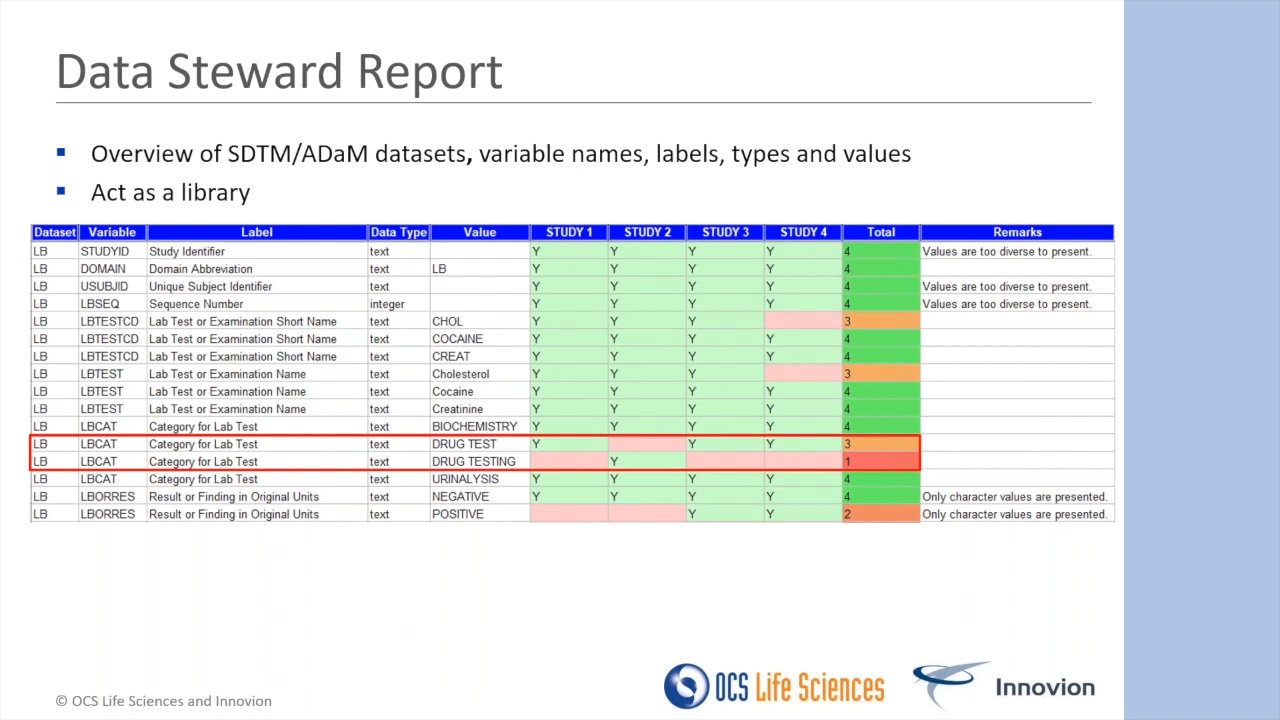 Data Steward Report
Overview of SDTM/ADaM datasets, variable names, labels, types and values
Act as a library
Dataset Variable Label Data Type Value STUDY 1 STUDY 2 STUDY 3 STUDY 4 Total Remarks
LB STUDYID Study Identifier text Y Y Y Y 4 Values are too diverse to present.
LB DOMAIN Domain Abbreviation text LB Y Y Y Y 4
LB USUBJID Unique Subject Identifier text Y Y Y Y 4 Values are too diverse to present.
LB LBSEQ Sequence Number integer Y Y Y Y 4 Values are too diverse to present.
LB LBTESTCD Lab Test or Examination Short Name text CHOL Y Y Y 3
LB LBTESTCD Lab Test or Examination Short Name text COCAINE Y Y Y Y 4
LB LBTESTCD Lab Test or Examination Short Name text CREAT Y Y Y Y 4
LB LBTEST Lab Test or Examination Name text Cholesterol Y Y Y 3
LB LBTEST Lab Test or Examination Name text Cocaine Y Y Y Y 4
LB LBTEST Lab Test or Examination Name text Creatinine Y Y Y Y 4
LB LBCAT Category for Lab Test text BIOCHEMISTRY Y Y Y Y 4
LB LBCAT Category for Lab Test text DRUG TEST Y Y Y 3
LB LBCAT Category for Lab Test text DRUG TESTING Y 1
LB LBCAT Category for Lab Test text URINALYSIS Y Y Y Y 4
LB LBORRES Result or Finding in Original Units text NEGATIVE Y Y Y Y 4 Only character values are presented.
LB LBORRES Result or Finding in Original Units text POSITIVE Y Y 2 Only character values are presented.
© OCS Life Sciences and Innovion
OCS Life Sciences
Innovion